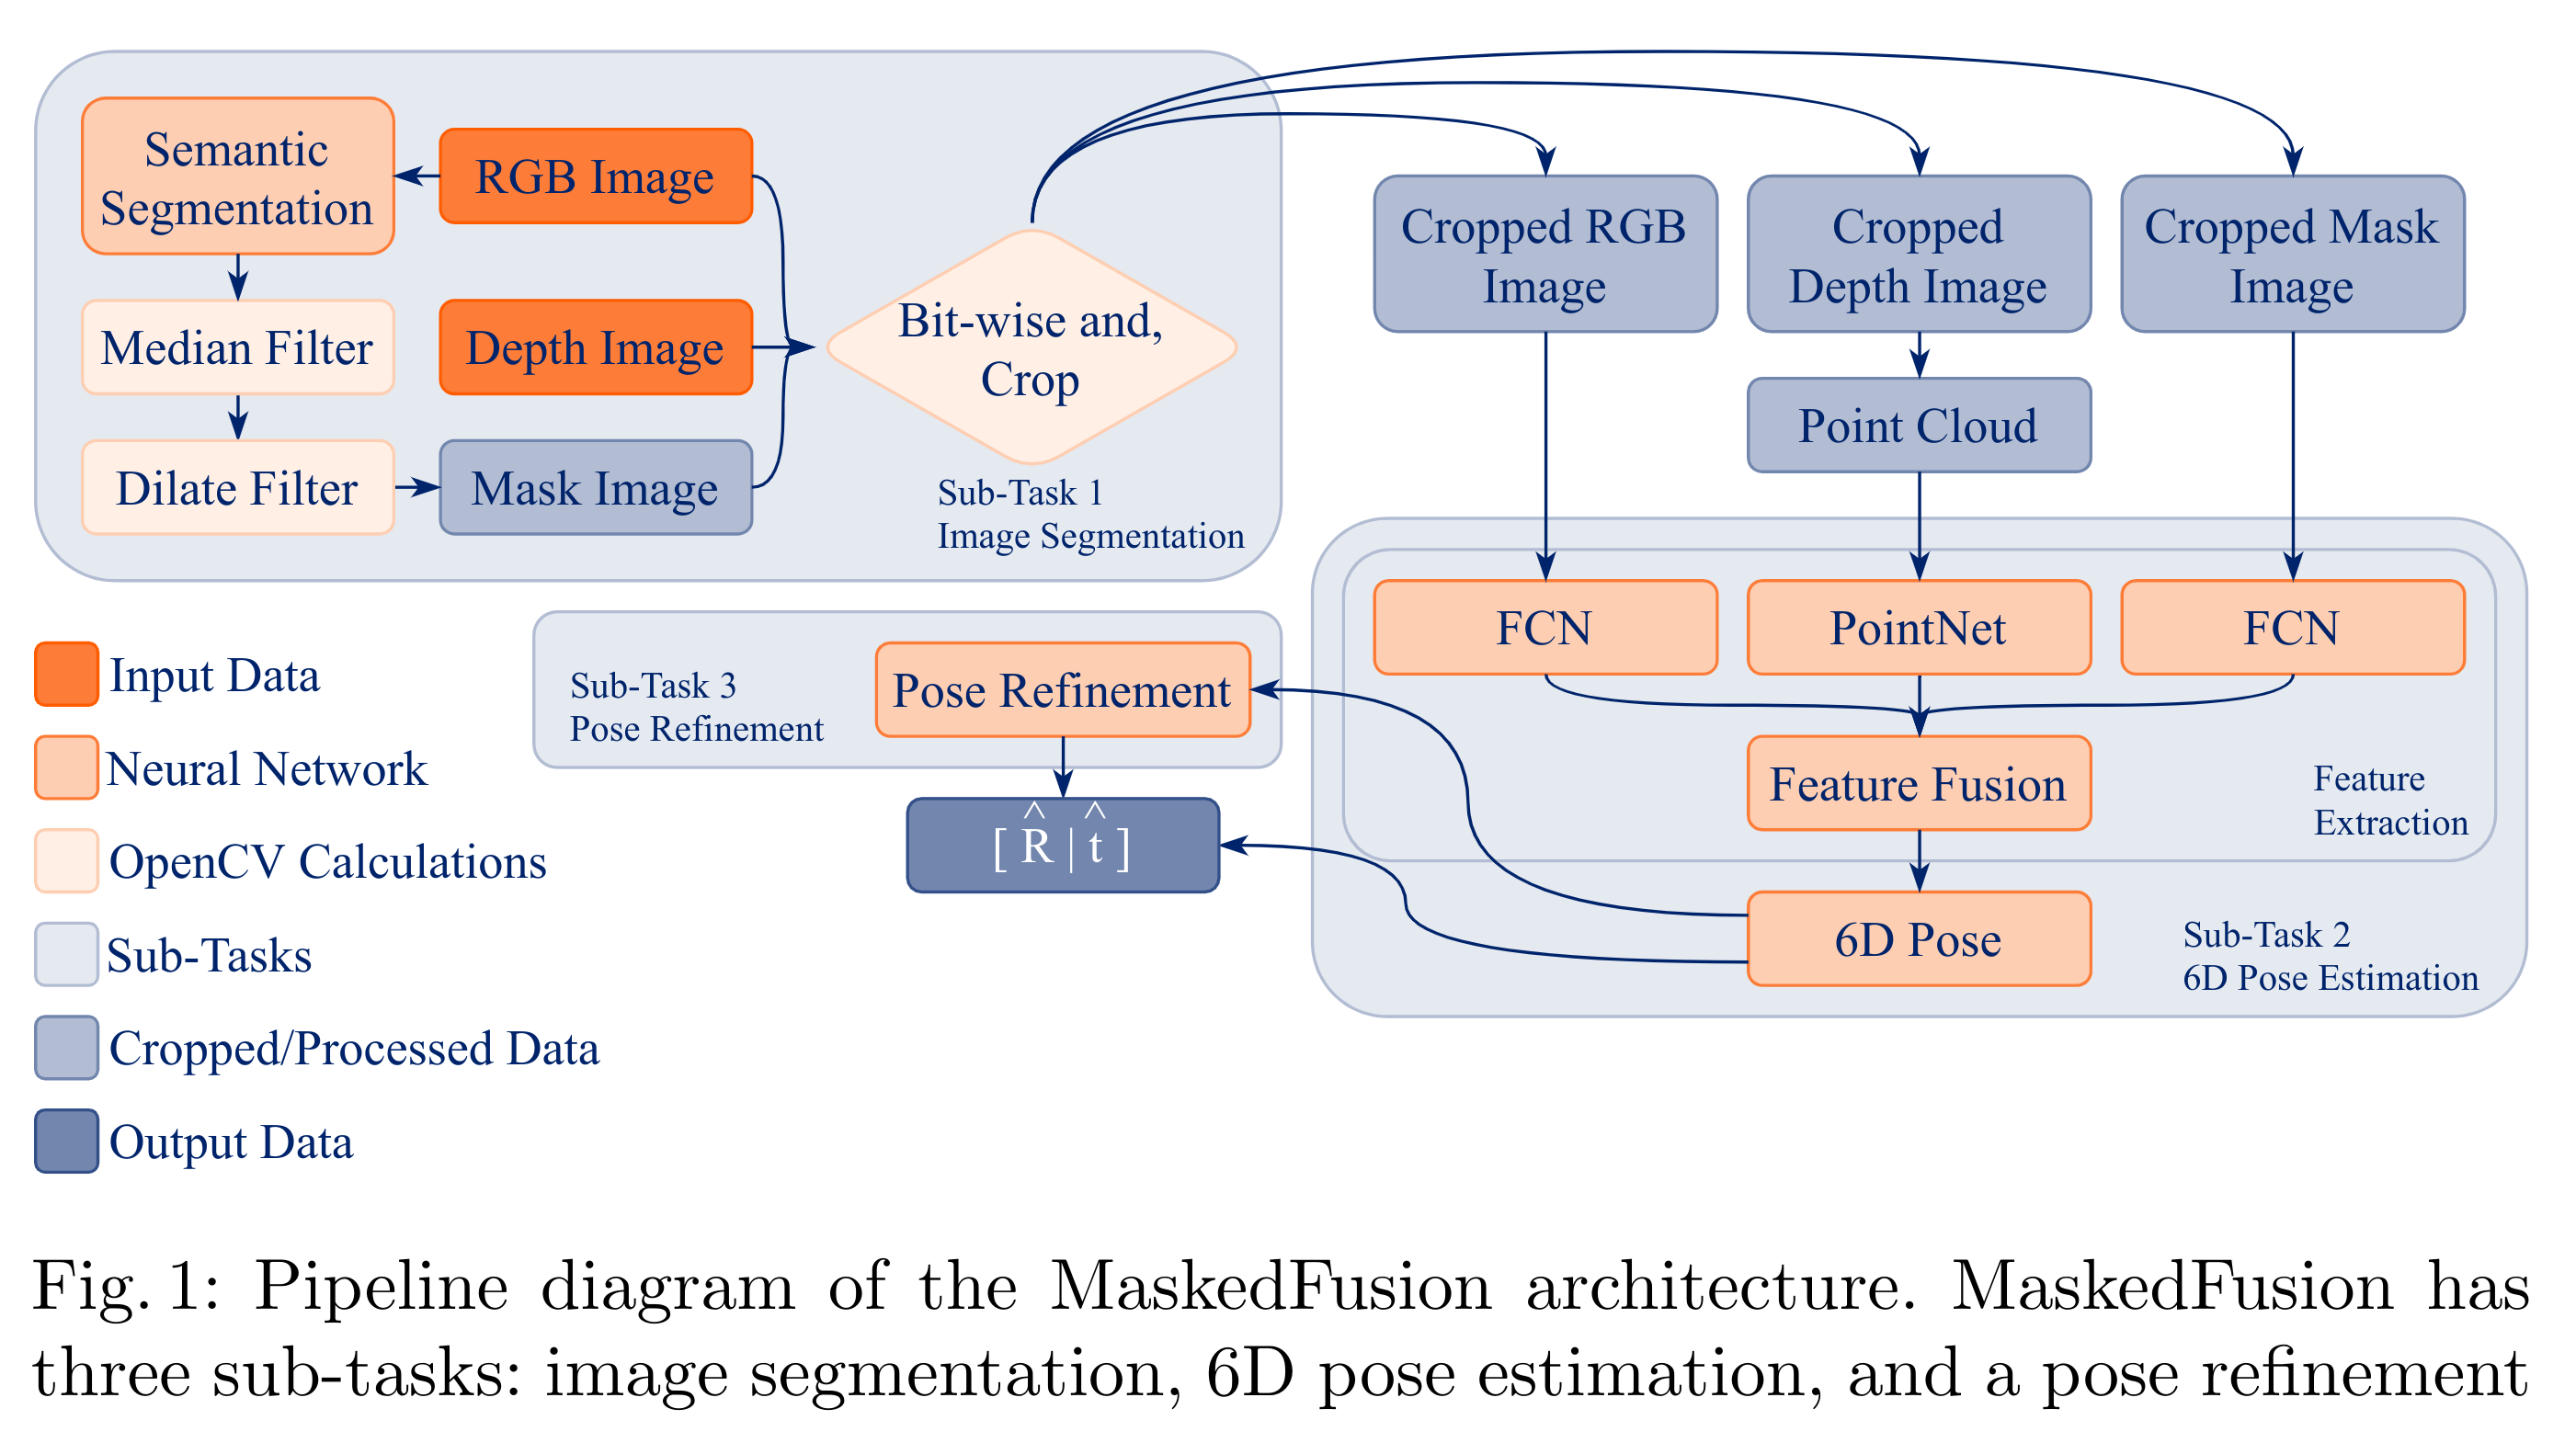 Semantic
Segmentation
RGB Image
Median Filter
Depth Image
Dilate Filter
Mask Image
Bit-wise and,
Crop
Sub-Task 1
Image Segmentation
Cropped RGB
Image
Cropped
Depth Image
Cropped Mask
Image
Point Cloud
FCN
PointNet
FCN
Feature Fusion
Feature
Extraction
6D Pose
Sub-Task 2
6D Pose Estimation
Sub-Task 3
Pose Refinement
Pose Refinement
[ R̂ | t̂ ]
Input Data
Neural Network
OpenCV Calculations
Sub-Tasks
Cropped/Processed Data
Output Data
Fig. 1: Pipeline diagram of the MaskedFusion architecture. MaskedFusion has
three sub-tasks: image segmentation, 6D pose estimation, and a pose refinement